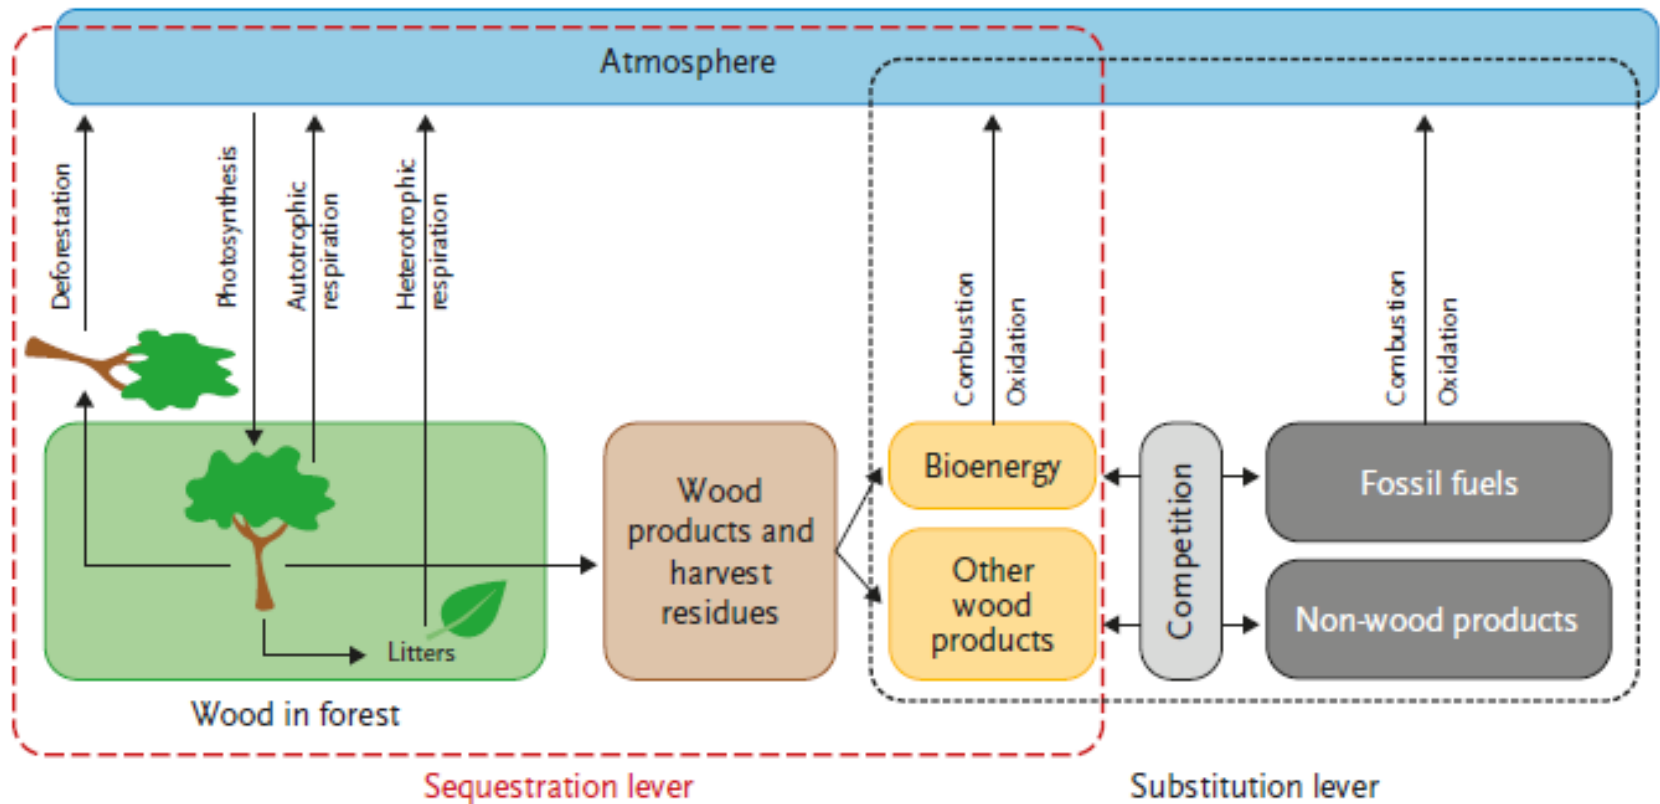 Atmosphere
Deforestation
Photosynthesis
Autotrophic
respiration
Heterotrophic
respiration
Combustion
Oxidation
Combustion
Oxidation
Wood
products and
harvest
residues
Bioenergy
Other
wood
products
Competition
Fossil fuels
Non-wood products
Litters
Wood in forest
Sequestration lever
Substitution lever